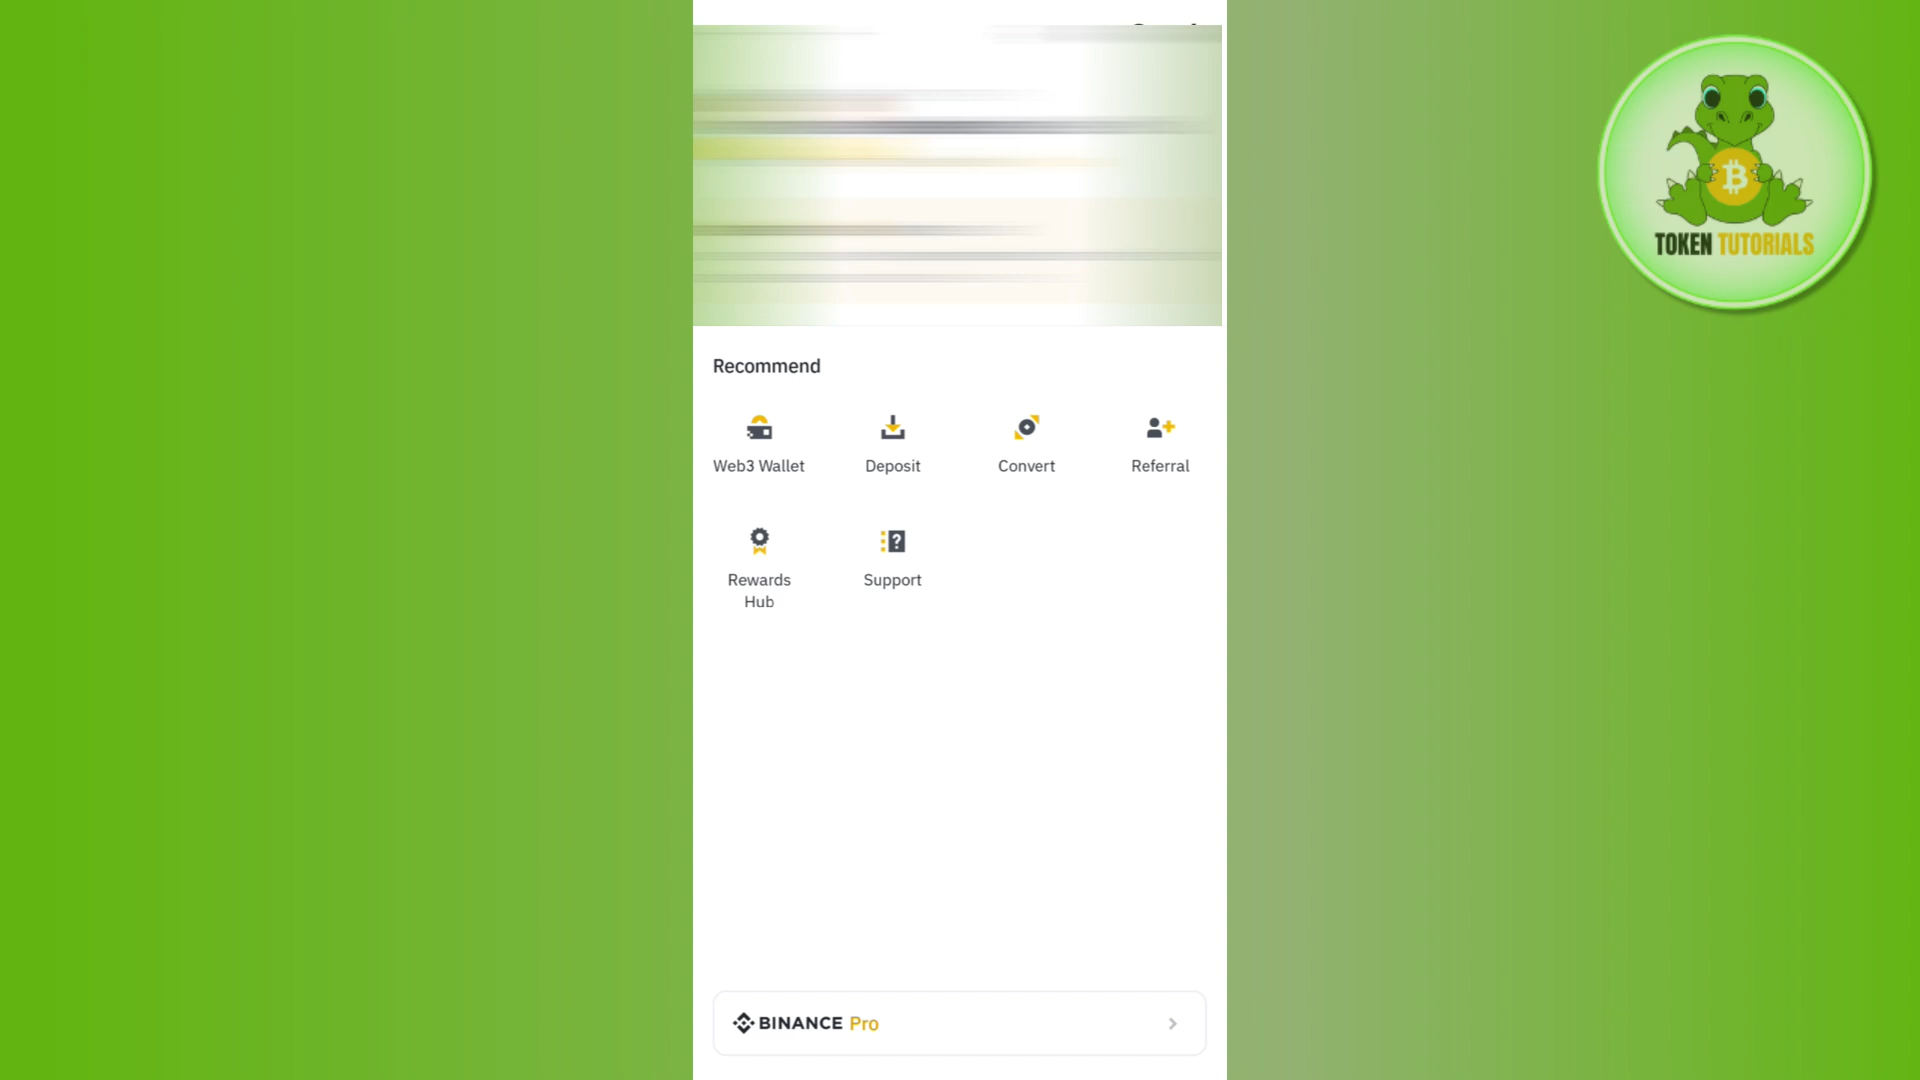 TOKEN TUTORIALS
Recommend
Web3 Wallet
Deposit
Convert
Referral
Rewards
Hub
Support
BINANCE Pro